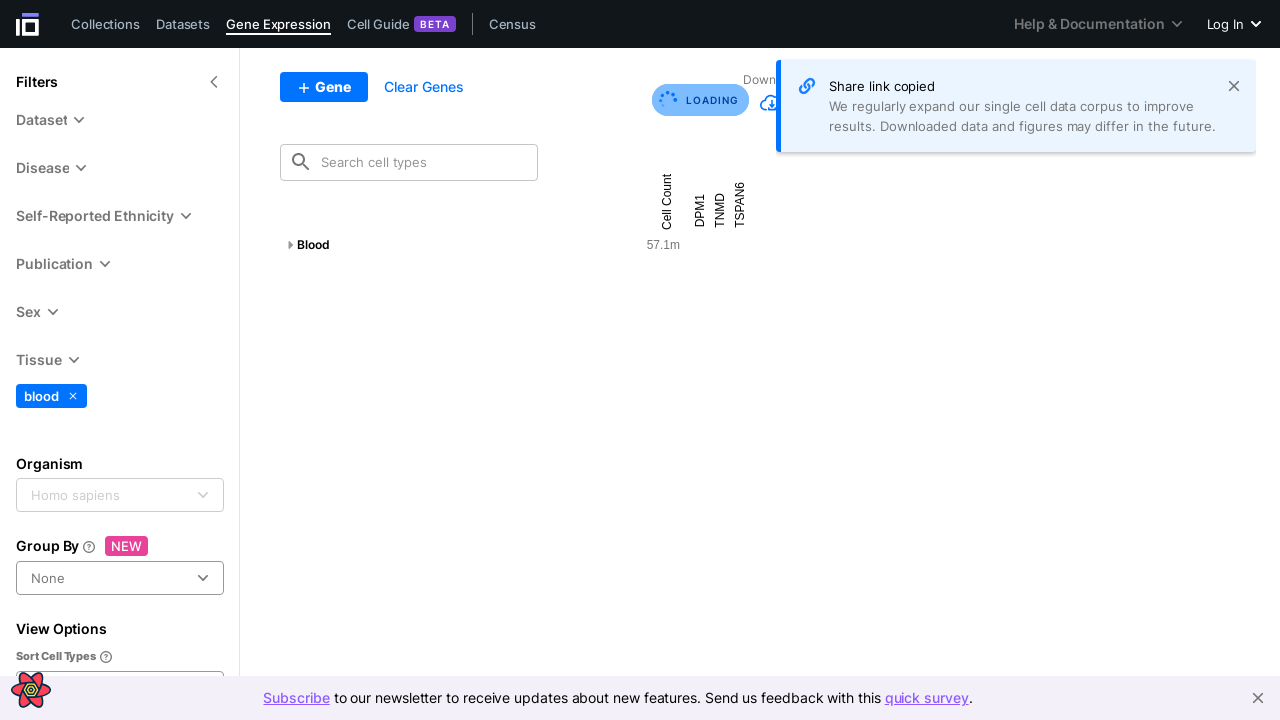 Collections Datasets Gene Expression Cell Guide BETA Census Help & Documentation Log In
Filters
Dataset
Disease
Self-Reported Ethnicity
Publication
Sex
Tissue
blood
Organism
Homo sapiens
Group By NEW
None
View Options
Sort Cell Types
+ Gene Clear Genes
Down
LOADING
Share link copied
We regularly expand our single cell data corpus to improve
results. Downloaded data and figures may differ in the future.
Search cell types
Cell Count
DPM1
TNMD
TSPAN6
Blood 57.1m
Subscribe to our newsletter to receive updates about new features. Send us feedback with this quick survey.